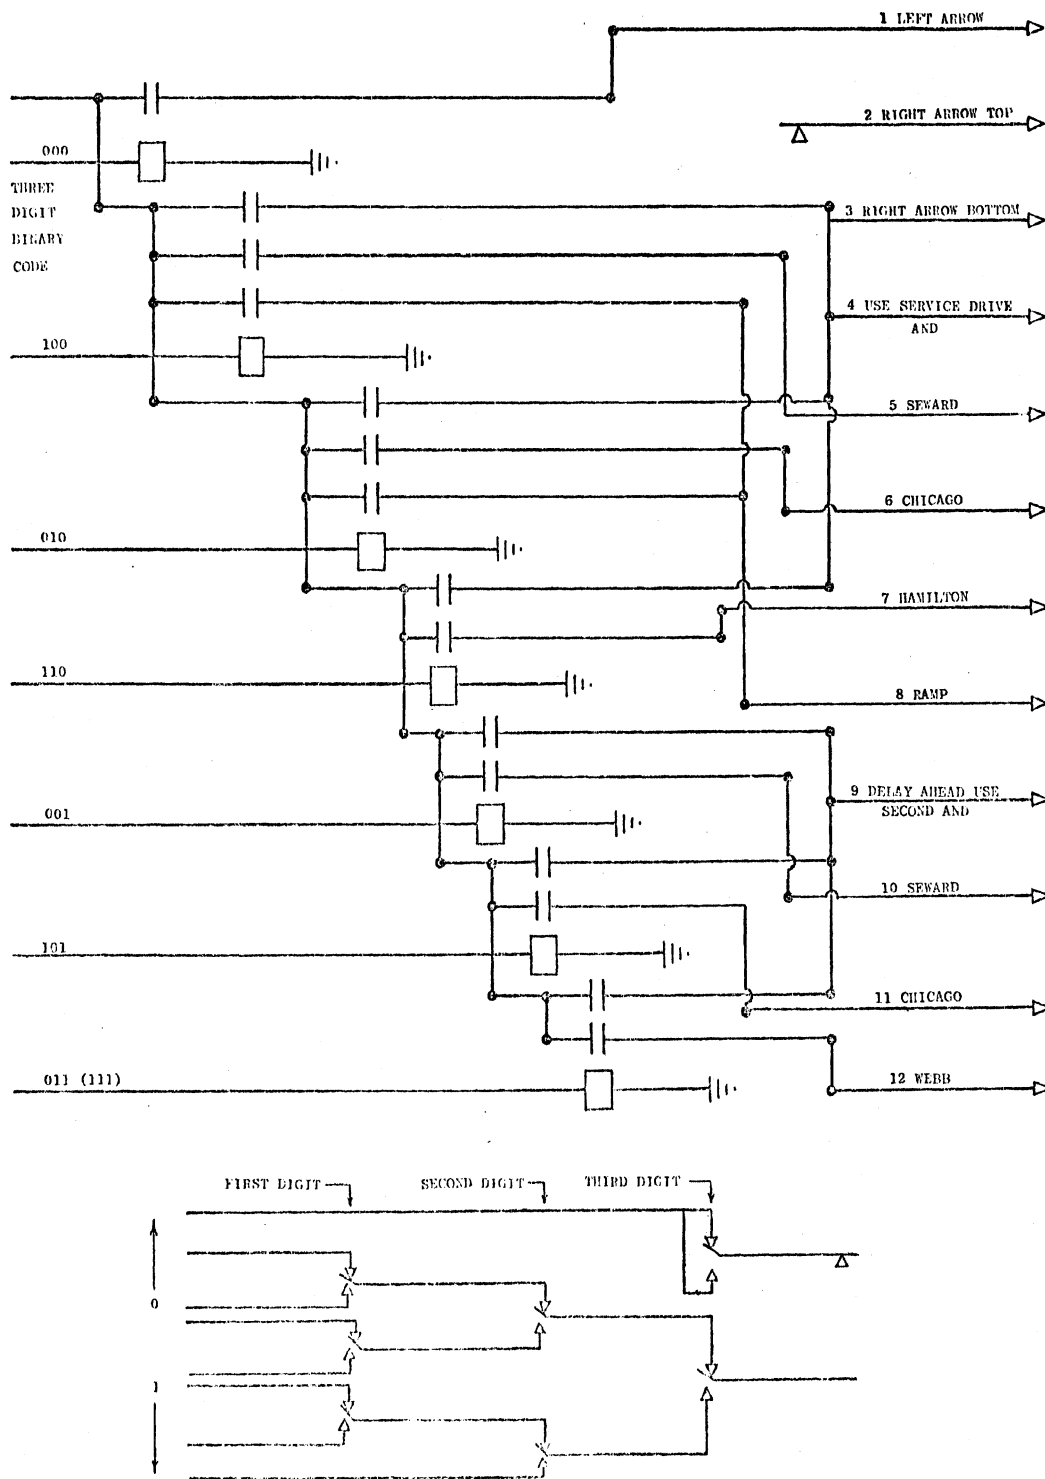 1 LEFT ARROW
2 RIGHT ARROW TOP
000
THREE
DIGIT
BINARY
CODE
3 RIGHT ARROW BOTTOM
4 USE SERVICE DRIVE
AND
100
5 SEWARD
6 CHICAGO
010
7 HAMILTON
110
8 RAMP
9 DELAY AHEAD USE
SECOND AND
001
10 SEWARD
101
11 CHICAGO
011 (111)
12 WEBB
FIRST DIGIT
SECOND DIGIT
THIRD DIGIT
0
1